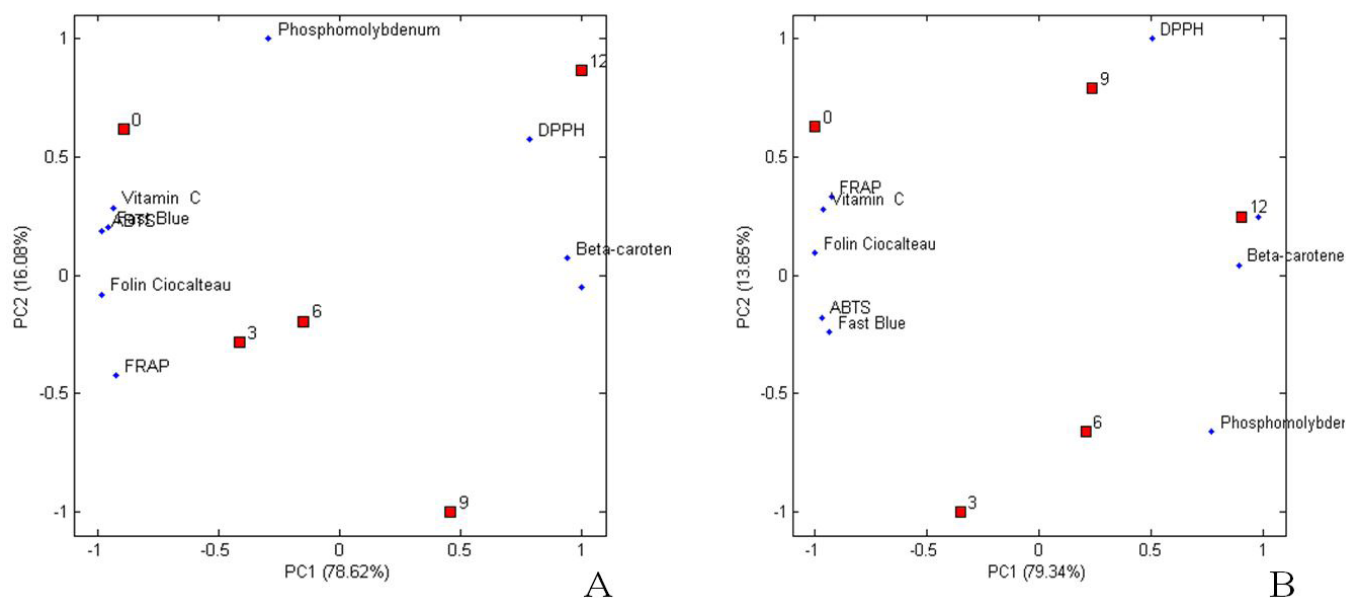 Phosphomolybdenum
1
12
0
DPPH
0.5
Vitamin C
Fast Blue
ABTS
Beta-caroten
PC2 (16.08%)
0
Folin Ciocalteau
6
3
FRAP
-0.5
9
-1
-1
-0.5
0
0.5
1
PC1 (78.62%)
A
DPPH
1
9
0
0.5
FRAP
Vitamin C
12
Folin Ciocalteau
Beta-carotene
PC2 (13.85%)
0
ABTS
Fast Blue
6
Phosphomolybder
-0.5
3
-1
-1
-0.5
0
0.5
1
PC1 (79.34%)
B